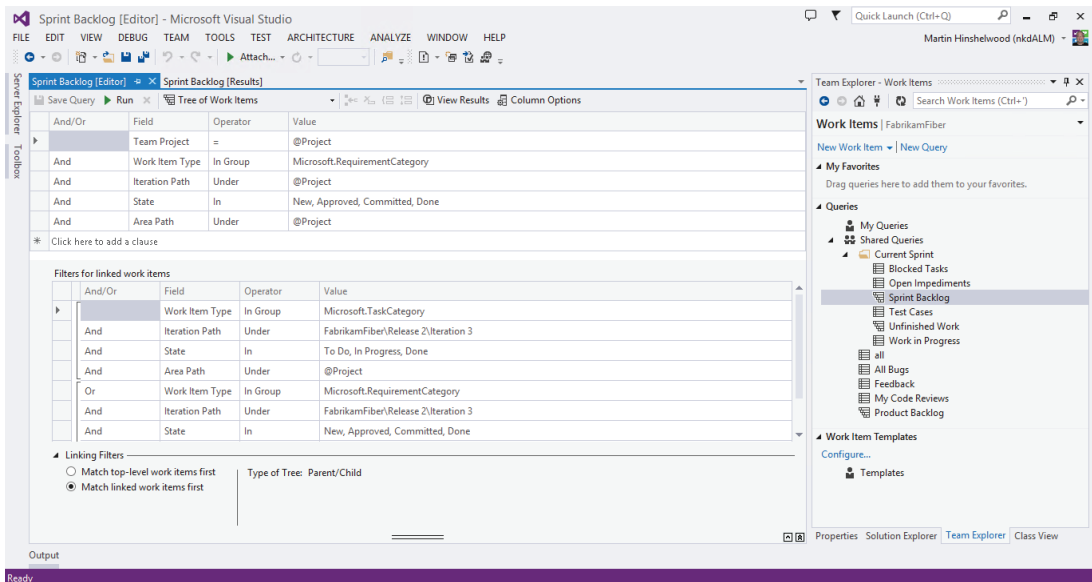 Sprint Backlog [Editor] - Microsoft Visual Studio
Quick Launch (Ctrl+Q)
FILE EDIT VIEW DEBUG TEAM TOOLS TEST ARCHITECTURE ANALYZE WINDOW HELP
Martin Hinshelwood (nkdALM)
Attach...
Server Explorer
Toolbox
Sprint Backlog [Editor] Sprint Backlog [Results]
Save Query Run Tree of Work Items View Results Column Options
And/Or Field Operator Value
Team Project = @Project
And Work Item Type In Group Microsoft.RequirementCategory
And Iteration Path Under @Project
And State In New, Approved, Committed, Done
And Area Path Under @Project
Click here to add a clause
Filters for linked work items
And/Or Field Operator Value
Work Item Type In Group Microsoft.TaskCategory
And Iteration Path Under FabrikamFiber\Release 2\Iteration 3
And State In To Do, In Progress, Done
And Area Path Under @Project
Or Work Item Type In Group Microsoft.RequirementCategory
And Iteration Path Under FabrikamFiber\Release 2\Iteration 3
And State In New, Approved, Committed, Done
Linking Filters
Match top-level work items first Type of Tree: Parent/Child
Match linked work items first
Team Explorer - Work Items
Search Work Items (Ctrl+')
Work Items | FabrikamFiber
New Work Item | New Query
My Favorites
Drag queries here to add them to your favorites.
Queries
My Queries
Shared Queries
Current Sprint
Blocked Tasks
Open Impediments
Sprint Backlog
Test Cases
Unfinished Work
Work in Progress
all
All Bugs
Feedback
My Code Reviews
Product Backlog
Work Item Templates
Configure...
Templates
Properties Solution Explorer Team Explorer Class View
Output
Ready